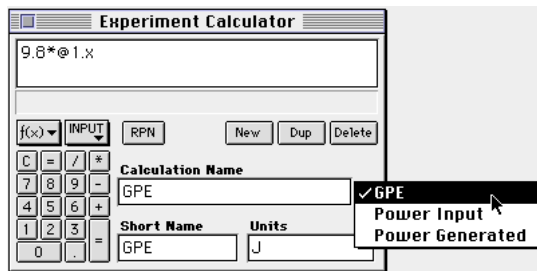 Experiment Calculator
9.8*@1.x
f(x) INPUT RPN New Dup Delete
C = / *
7 8 9 -
4 5 6 +
1 2 3 =
0 .
Calculation Name
GPE
Short Name Units
GPE J
✓GPE
Power Input
Power Generated